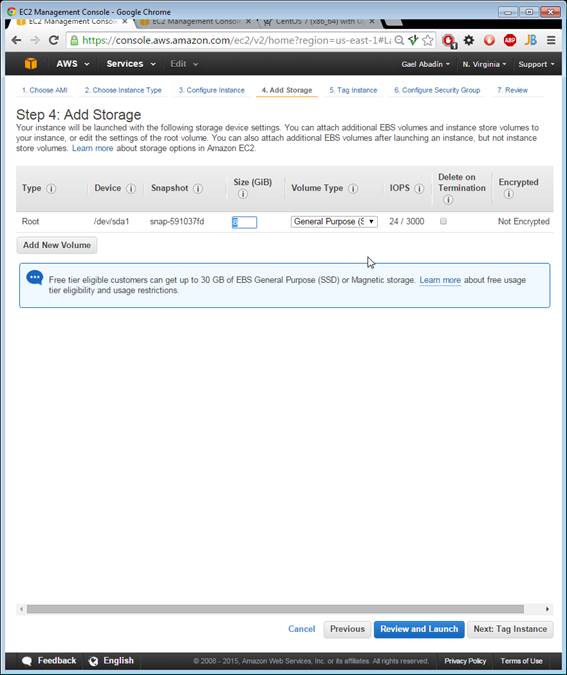 EC2 Management Console - Google Chrome
EC2 Management Con
EC2 Management Console
CentOS 7 (x86_64) with U
https://console.aws.amazon.com/ec2/v2/home?region=us-east-1#La
1
ABP
JB
AWS Services Edit Gael Abadín N. Virginia Support
1. Choose AMI 2. Choose Instance Type 3. Configure Instance 4. Add Storage 5. Tag Instance 6. Configure Security Group 7. Review
Step 4: Add Storage
Your instance will be launched with the following storage device settings. You can attach additional EBS volumes and instance store volumes to
your instance, or edit the settings of the root volume. You can also attach additional EBS volumes after launching an instance, but not instance
store volumes. Learn more about storage options in Amazon EC2.
Type Device Snapshot Size (GiB) Volume Type IOPS Delete on Termination Encrypted
Root /dev/sda1 snap-591037fd 8 General Purpose (S 24 / 3000 Not Encrypted
Add New Volume
Free tier eligible customers can get up to 30 GB of EBS General Purpose (SSD) or Magnetic storage. Learn more about free usage
tier eligibility and usage restrictions.
Cancel Previous Review and Launch Next: Tag Instance
Feedback English © 2008 - 2015, Amazon Web Services, Inc. or its affiliates. All rights reserved. Privacy Policy Terms of Use